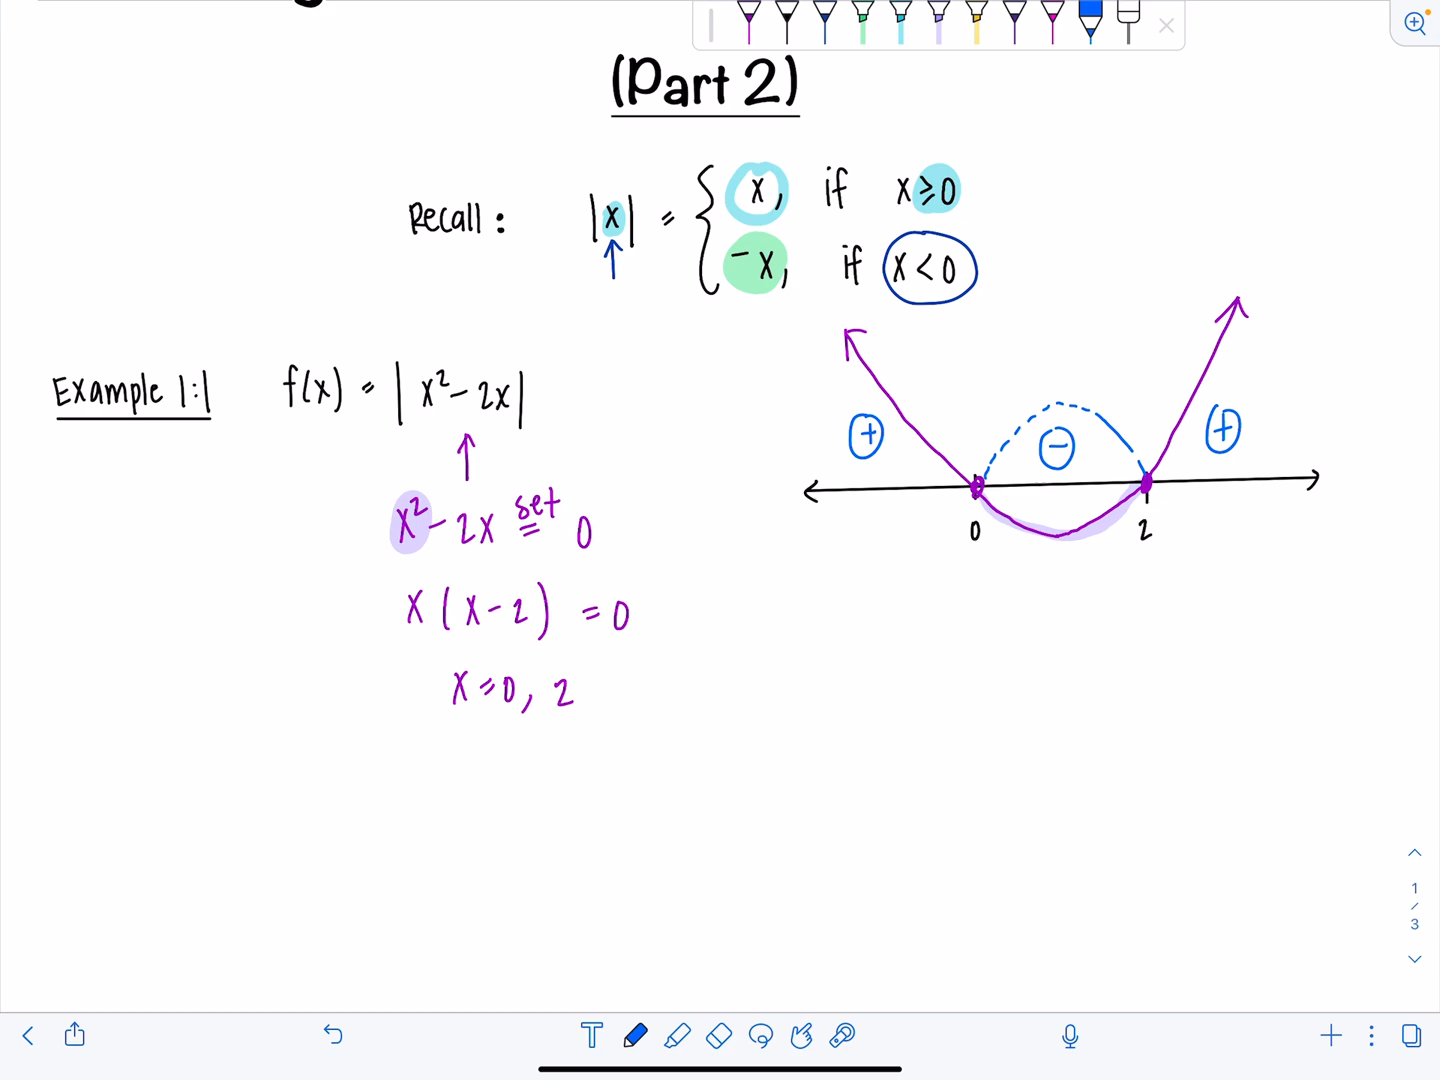 (Part 2)
Recall : |x| = { x, if x ≥ 0
-x, if x < 0
Example 1: f(x) = | x² - 2x |
x² - 2x set = 0
x ( x - 2 ) = 0
x = 0, 2
+ - +
0 2
1
/
3
T